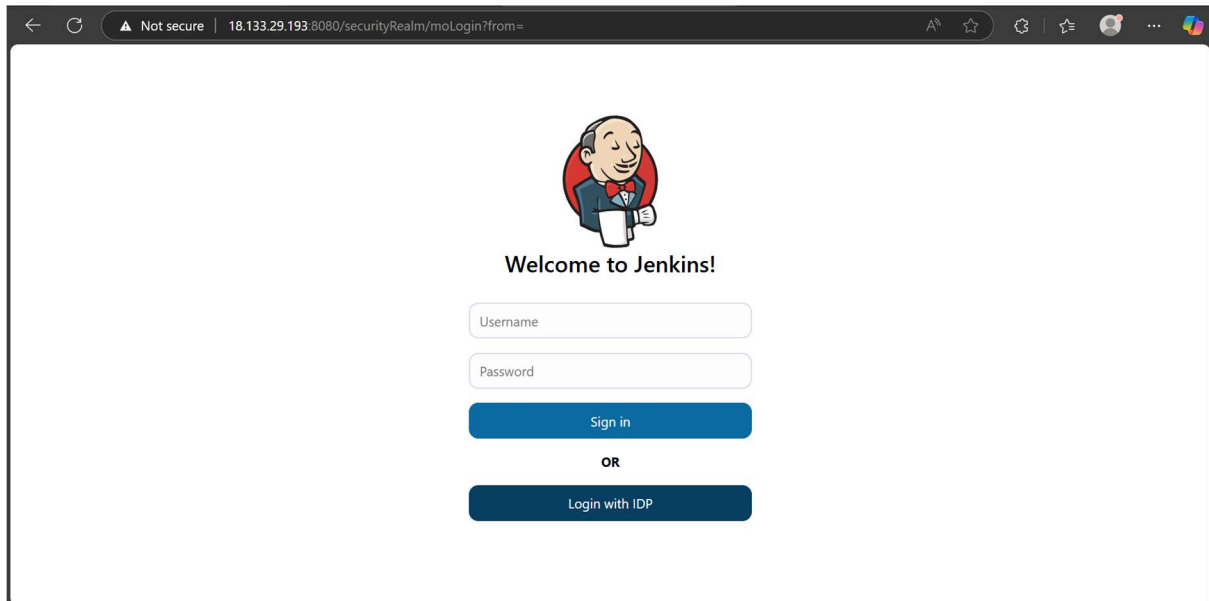 Not secure | 18.133.29.193:8080/securityRealm/moLogin?from=
Welcome to Jenkins!
Username
Password
Sign in
OR
Login with IDP